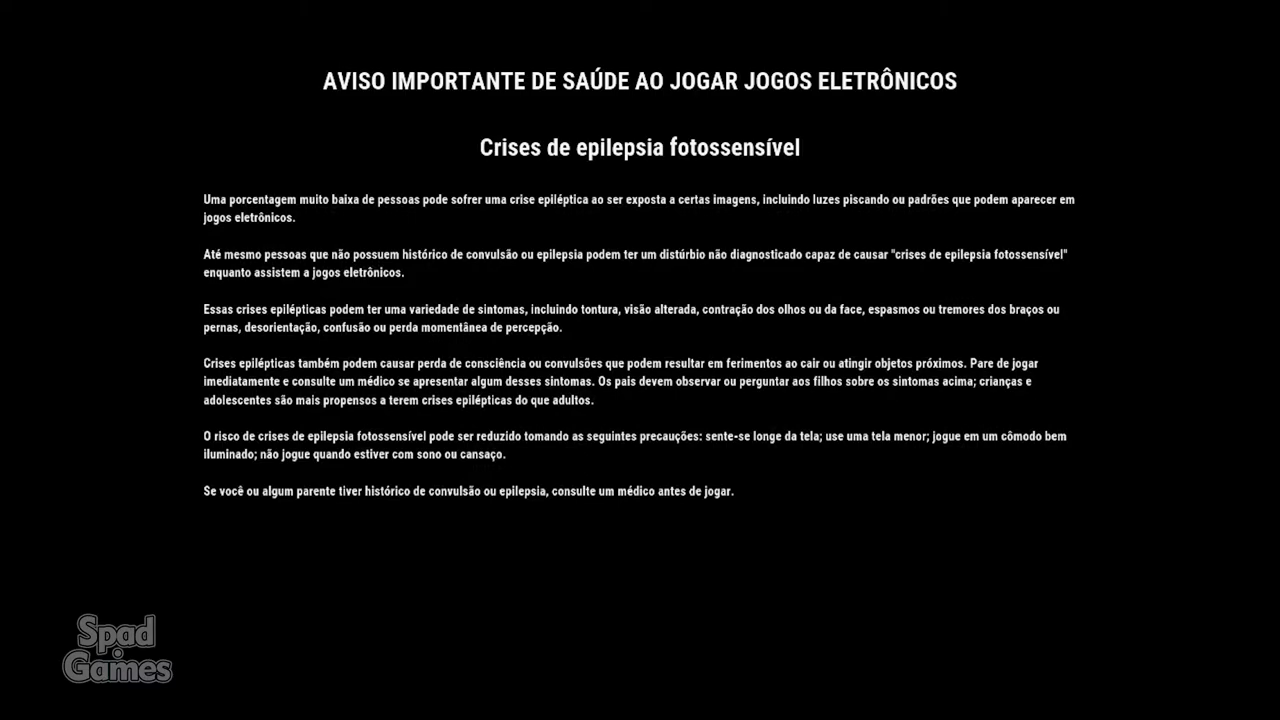 AVISO IMPORTANTE DE SAÚDE AO JOGAR JOGOS ELETRÔNICOS
Crises de epilepsia fotossensível
Uma porcentagem muito baixa de pessoas pode sofrer uma crise epiléptica ao ser exposta a certas imagens, incluindo luzes piscando ou padrões que podem aparecer em
jogos eletrônicos.
Até mesmo pessoas que não possuem histórico de convulsão ou epilepsia podem ter um distúrbio não diagnosticado capaz de causar "crises de epilepsia fotossensível"
enquanto assistem a jogos eletrônicos.
Essas crises epilépticas podem ter uma variedade de sintomas, incluindo tontura, visão alterada, contração dos olhos ou da face, espasmos ou tremores dos braços ou
pernas, desorientação, confusão ou perda momentânea de percepção.
Crises epilépticas também podem causar perda de consciência ou convulsões que podem resultar em ferimentos ao cair ou atingir objetos próximos. Pare de jogar
imediatamente e consulte um médico se apresentar algum desses sintomas. Os pais devem observar ou perguntar aos filhos sobre os sintomas acima; crianças e
adolescentes são mais propensos a terem crises epilépticas do que adultos.
O risco de crises de epilepsia fotossensível pode ser reduzido tomando as seguintes precauções: sente-se longe da tela; use uma tela menor; jogue em um cômodo bem
iluminado; não jogue quando estiver com sono ou cansaço.
Se você ou algum parente tiver histórico de convulsão ou epilepsia, consulte um médico antes de jogar.
Spad
Games